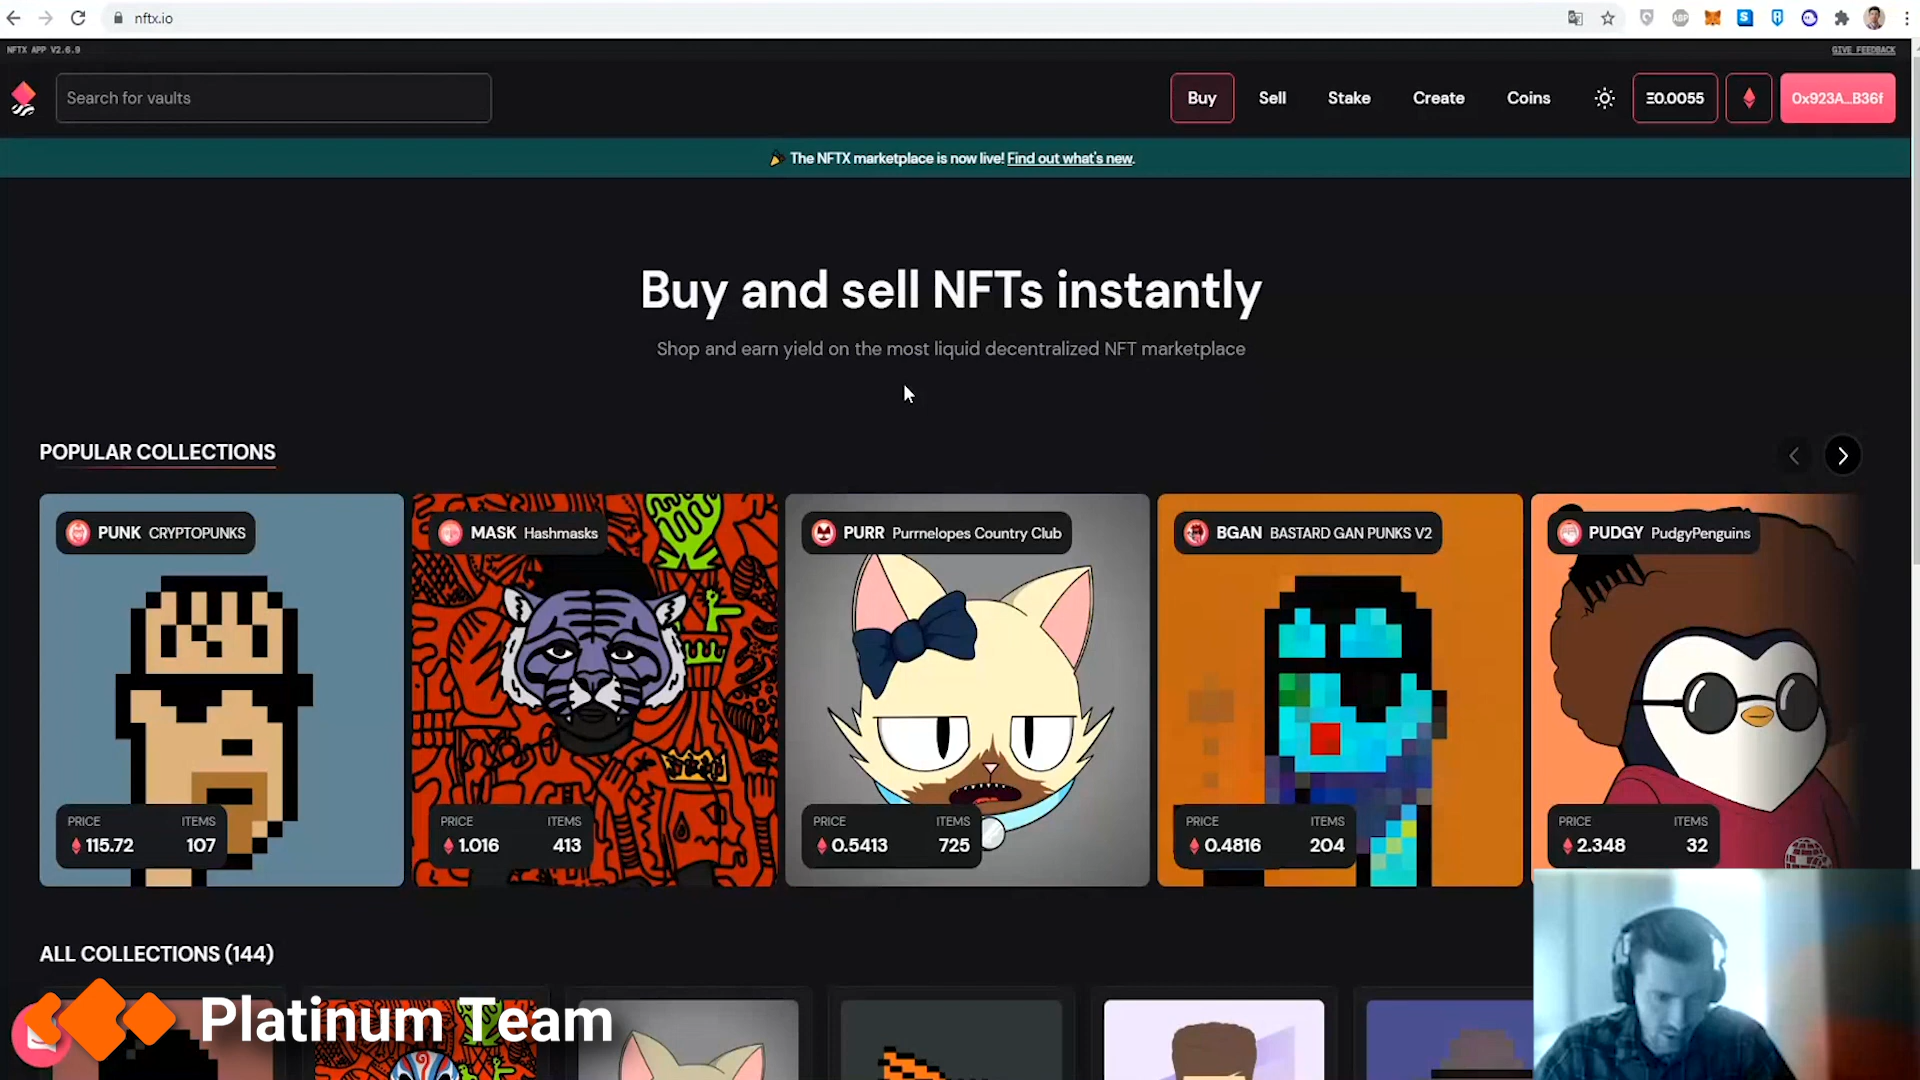 nftx.io
NFTX APP V2.6.9
GIVE FEEDBACK
Search for vaults
Buy
Sell
Stake
Create
Coins
Ξ0.0055
0x923A...B36f
The NFTX marketplace is now live! Find out what's new.
Buy and sell NFTs instantly
Shop and earn yield on the most liquid decentralized NFT marketplace
POPULAR COLLECTIONS
PUNK CRYPTOPUNKS
MASK Hashmasks
PURR Purrnelopes Country Club
BGAN BASTARD GAN PUNKS V2
PUDGY PudgyPenguins
PRICE ITEMS
115.72 107
PRICE ITEMS
1.016 413
PRICE ITEMS
0.5413 725
PRICE ITEMS
0.4816 204
PRICE ITEMS
2.348 32
ALL COLLECTIONS (144)
Platinum Team